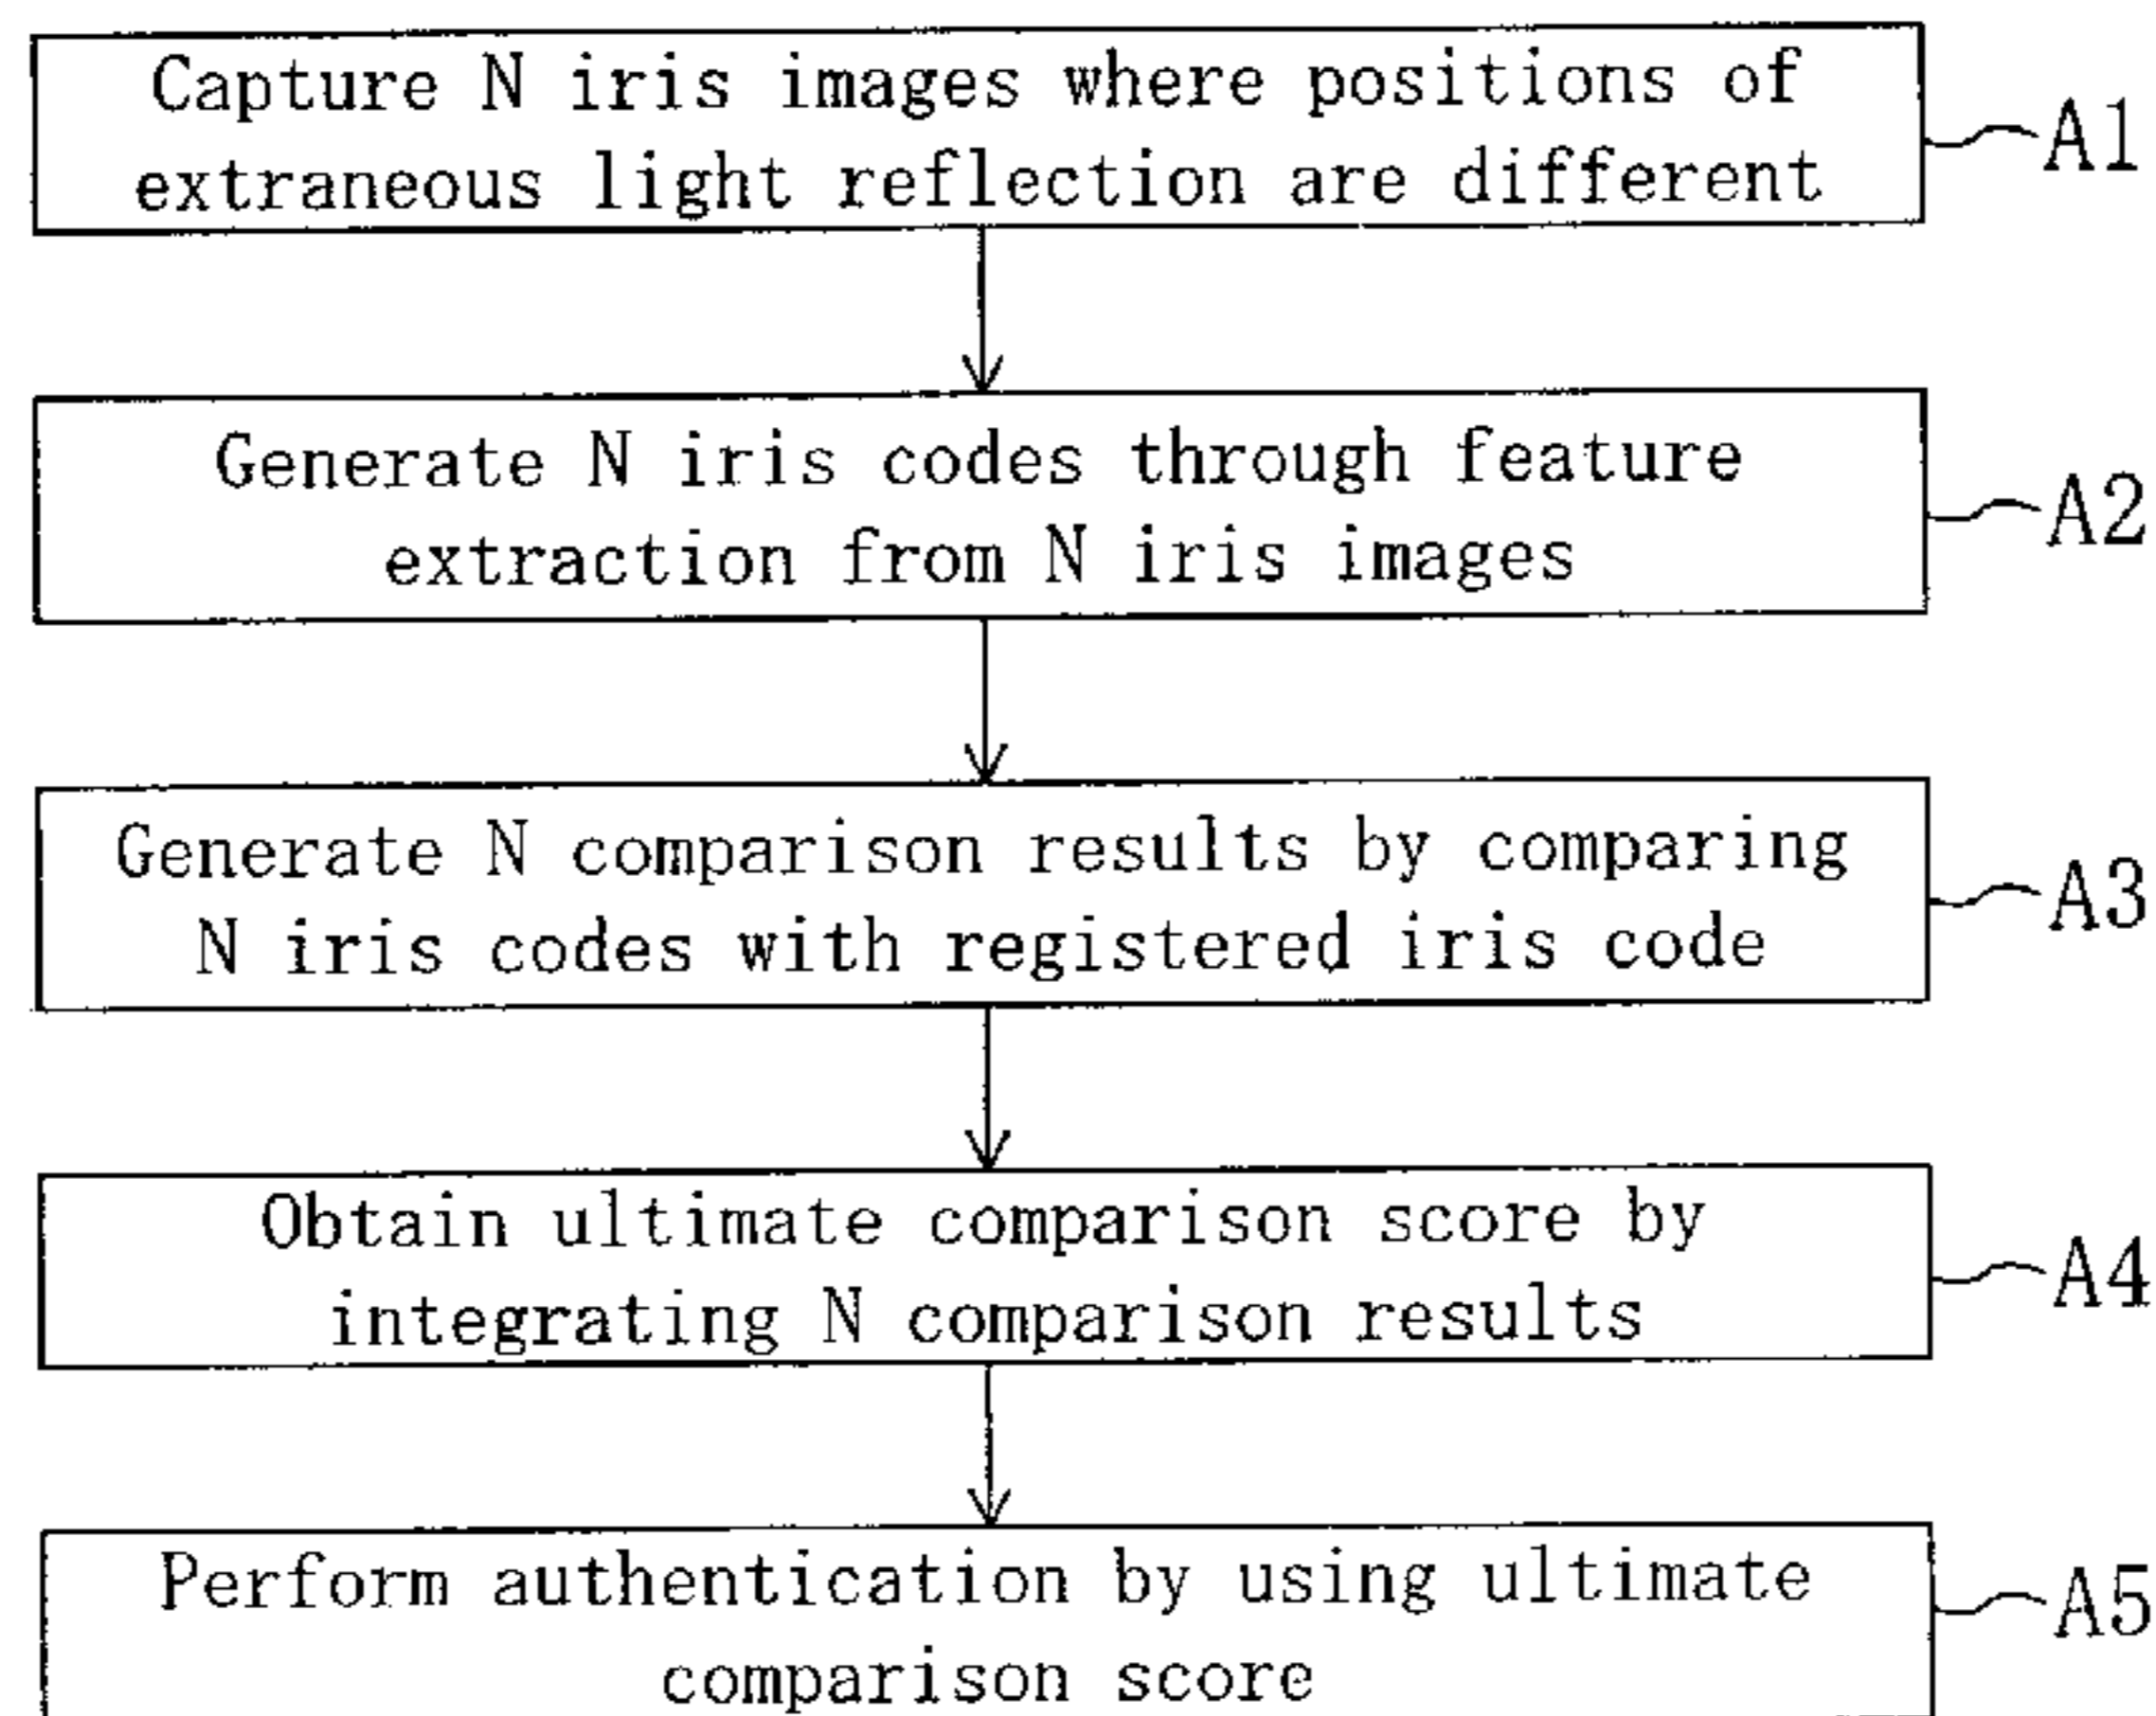 Capture N iris images where positions of
extraneous light reflection are different
A1
Generate N iris codes through feature
extraction from N iris images
A2
Generate N comparison results by comparing
N iris codes with registered iris code
A3
Obtain ultimate comparison score by
integrating N comparison results
A4
Perform authentication by using ultimate
comparison score
A5